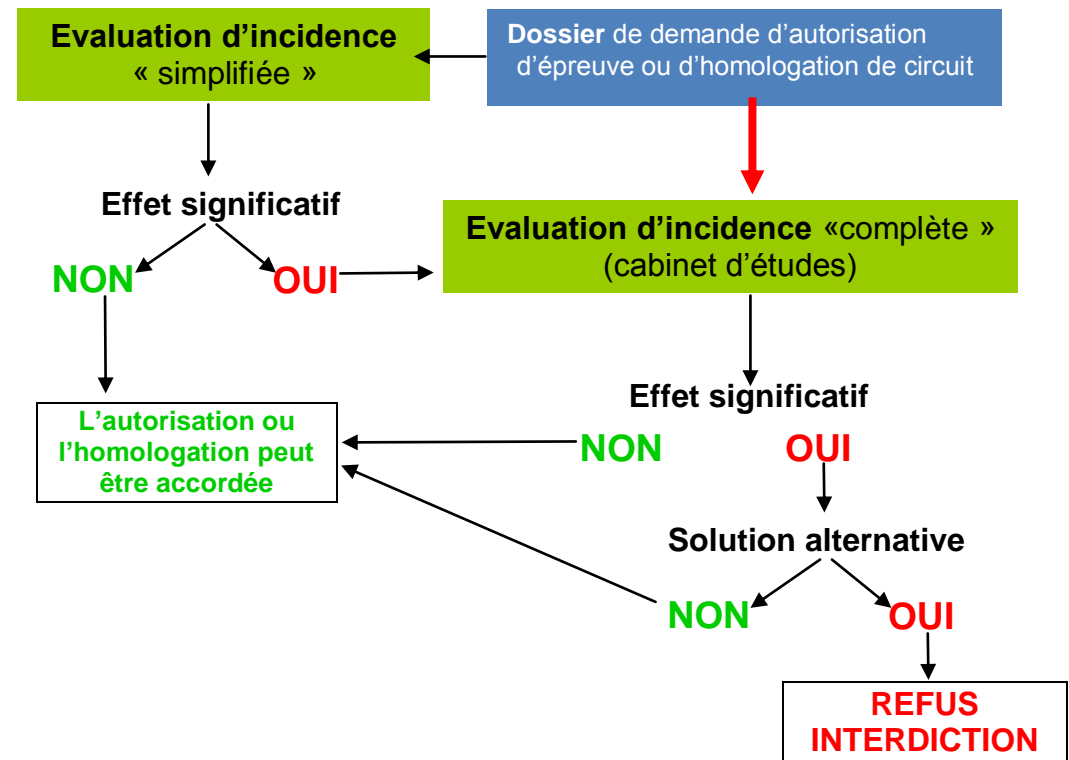 Evaluation d’incidence
« simplifiée »
Dossier de demande d’autorisation
d’épreuve ou d’homologation de circuit
Effet significatif
NON
OUI
Evaluation d’incidence «complète »
(cabinet d’études)
L’autorisation ou
l’homologation peut
être accordée
Effet significatif
NON
OUI
Solution alternative
NON
OUI
REFUS
INTERDICTION